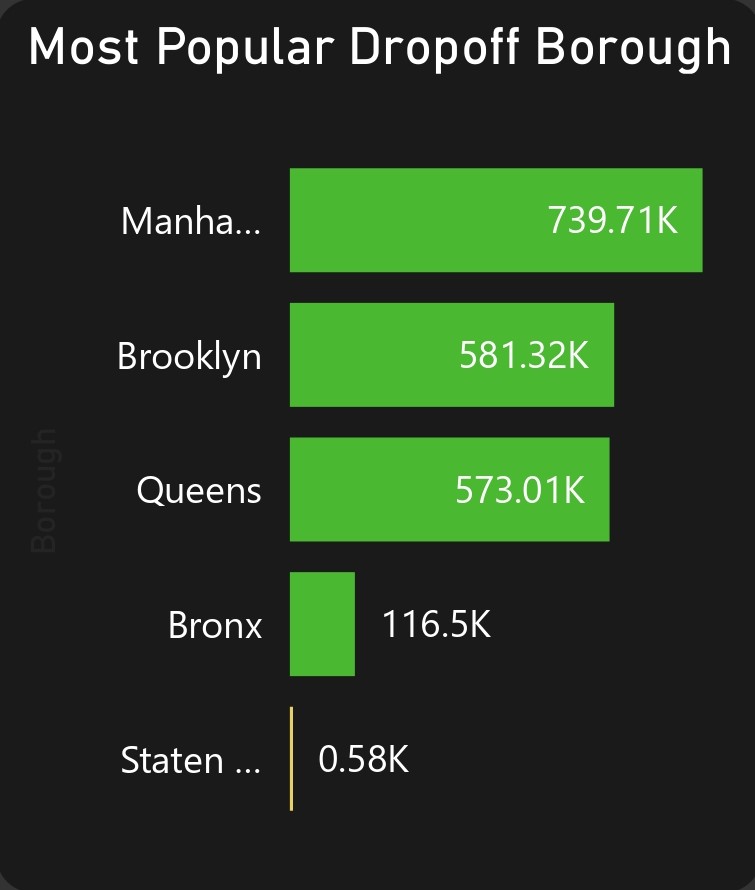 Most Popular Dropoff Borough
Manha...
739.71K
Brooklyn
581.32K
Borough
Queens
573.01K
Bronx
116.5K
Staten ...
0.58K